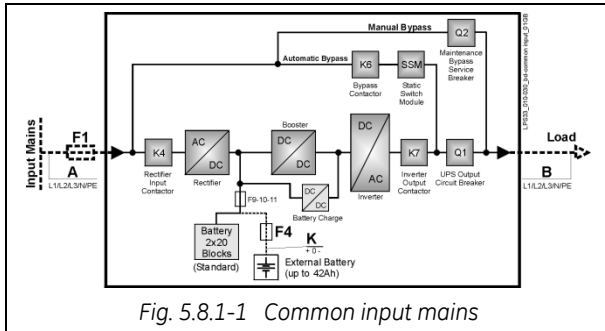 Manual Bypass
Q2
Maintenance
Bypass
Service
Breaker
Automatic Bypass
K6
SSM
Bypass
Contactor
Static
Switch
Module
Input Mains
F1
A
L1/L2/L3/N/PE
K4
Rectifier
Input
Contactor
AC
DC
Rectifier
Booster
DC
DC
DC
DC
Battery Charge
DC
AC
Inverter
K7
Inverter
Output
Contactor
Q1
UPS Output
Circuit Breaker
Load
B
L1/L2/L3/N/PE
F9-10-11
Battery
2x20
Blocks
(Standard)
F4
K
+ 0 -
External Battery
(up to 42Ah)
Fig. 5.8.1-1 Common input mains